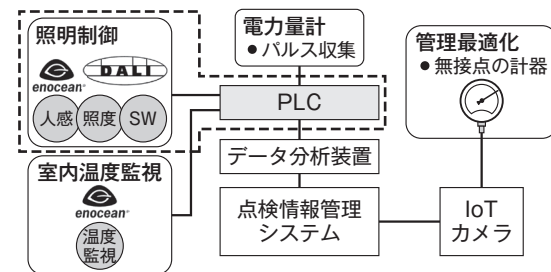 照明制御
enocean®
DALI
人感
照度
SW
電力量計
●パルス収集
管理最適化
●無接点の計器
PLC
室内温度監視
enocean®
温度
監視
データ分析装置
点検情報管理
システム
IoT
カメラ